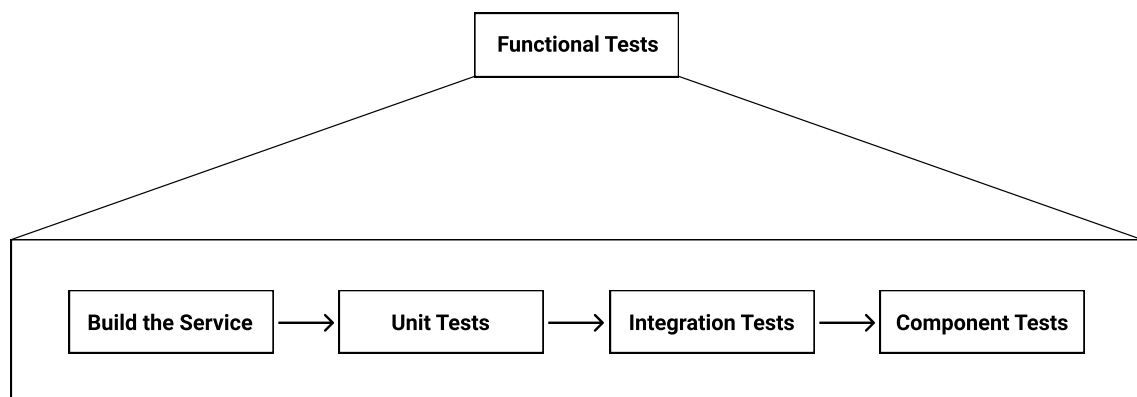 Functional Tests
Build the Service
Unit Tests
Integration Tests
Component Tests